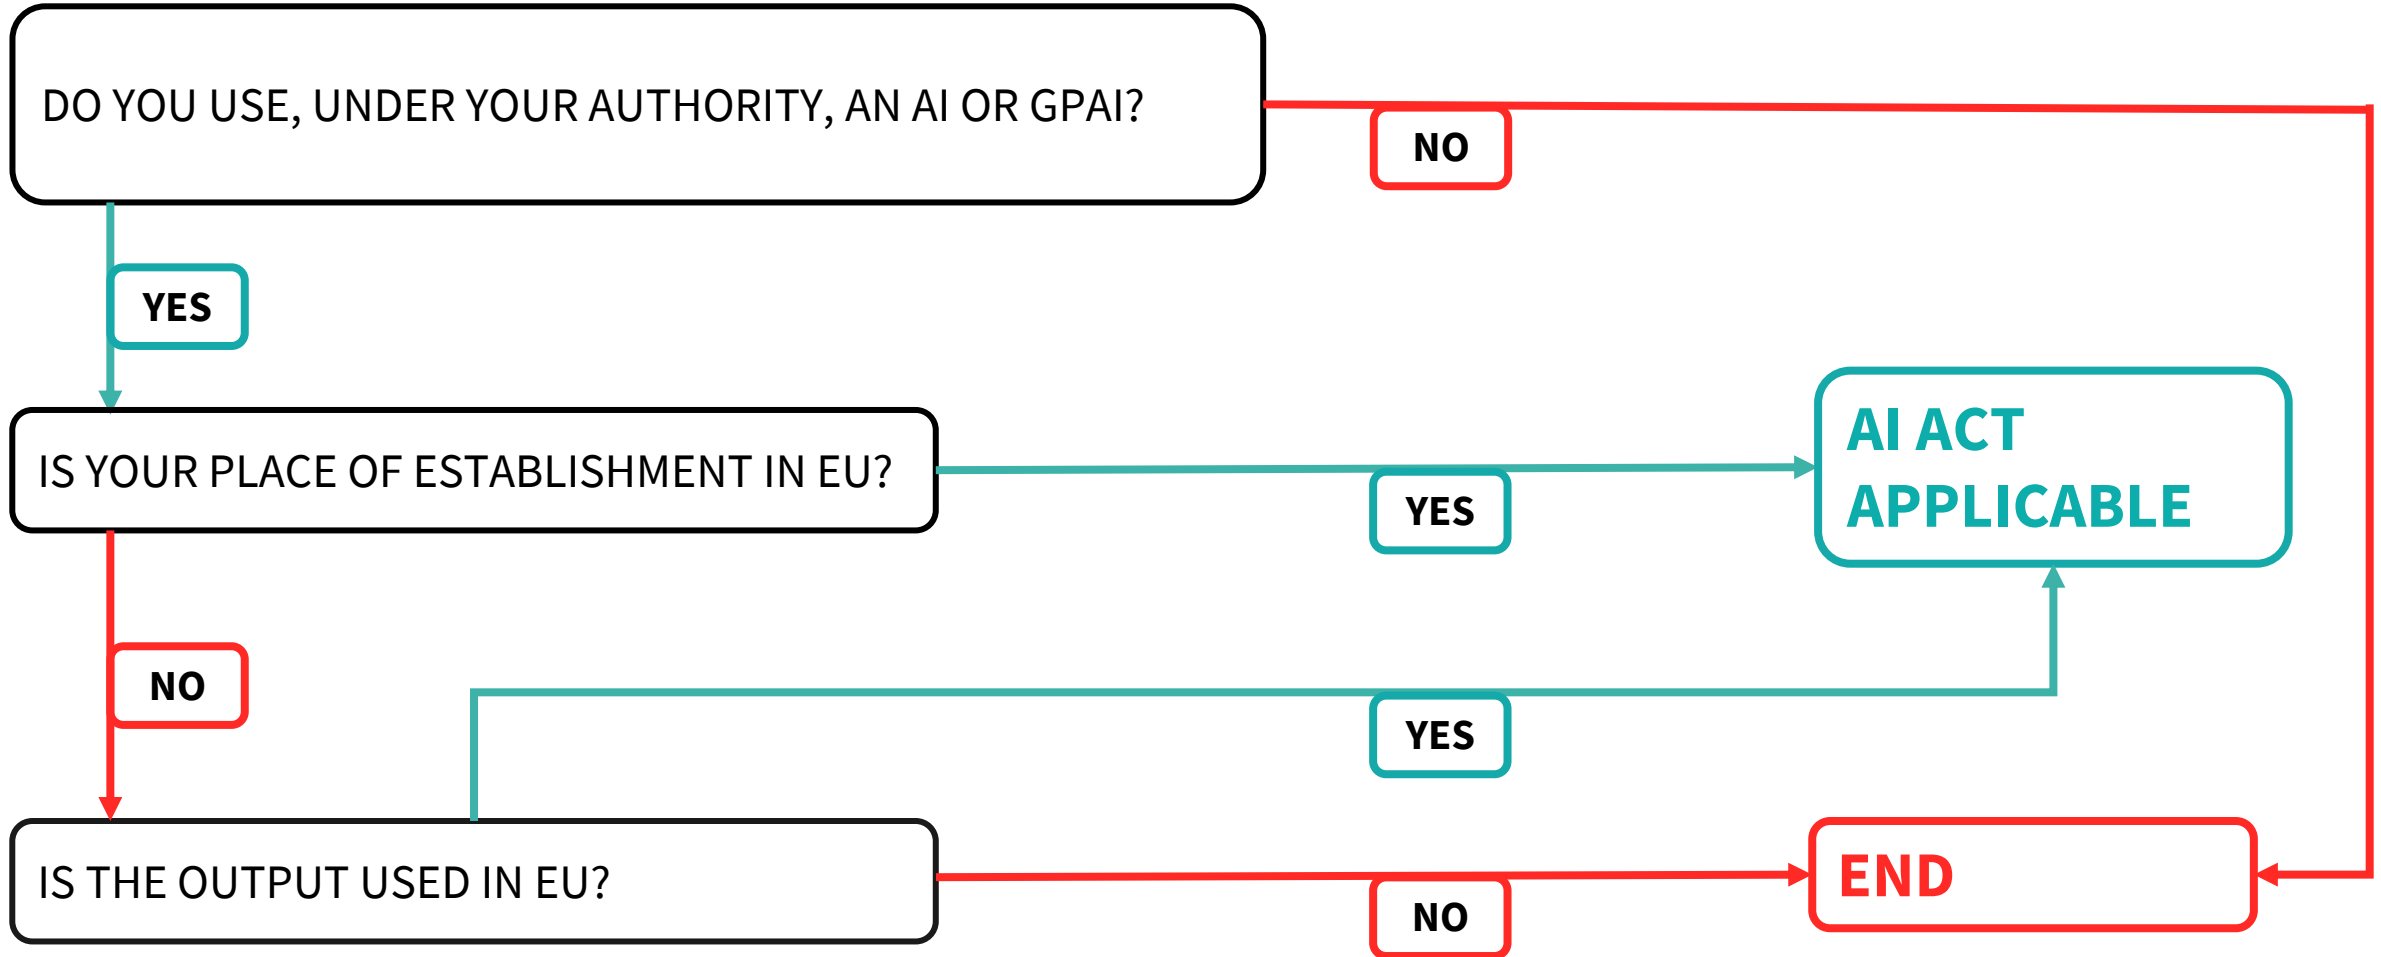 DO YOU USE, UNDER YOUR AUTHORITY, AN AI OR GPAI?
NO
YES
IS YOUR PLACE OF ESTABLISHMENT IN EU?
YES
AI ACT
APPLICABLE
NO
YES
IS THE OUTPUT USED IN EU?
NO
END